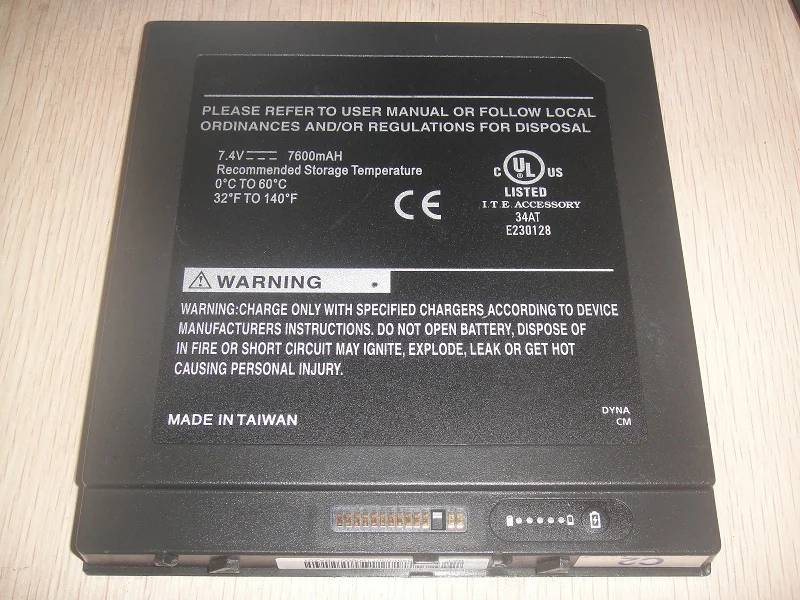 PLEASE REFER TO USER MANUAL OR FOLLOW LOCAL
ORDINANCES AND/OR REGULATIONS FOR DISPOSAL
7.4V 7600mAH
Recommended Storage Temperature
0°C TO 60°C
32°F TO 140°F
CE
C UL US
®
LISTED
I.T.E. ACCESSORY
34AT
E230128
WARNING
WARNING:CHARGE ONLY WITH SPECIFIED CHARGERS ACCORDING TO DEVICE
MANUFACTURERS INSTRUCTIONS. DO NOT OPEN BATTERY, DISPOSE OF
IN FIRE OR SHORT CIRCUIT MAY IGNITE, EXPLODE, LEAK OR GET HOT
CAUSING PERSONAL INJURY.
MADE IN TAIWAN
DYNA
CM
C2